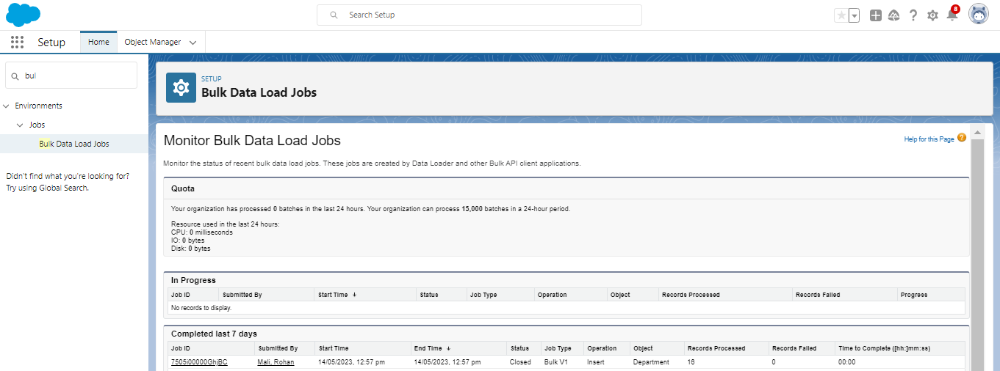 Search Setup
8
Setup
Home
Object Manager
bul
Environments
Jobs
Bulk Data Load Jobs
Didn't find what you're looking for?
Try using Global Search.
SETUP
Bulk Data Load Jobs
Monitor Bulk Data Load Jobs
Help for this Page ?
Monitor the status of recent bulk data load jobs. These jobs are created by Data Loader and other Bulk API client applications.
Quota
Your organization has processed 0 batches in the last 24 hours. Your organization can process 15,000 batches in a 24-hour period.
Resource used in the last 24 hours:
CPU: 0 milliseconds
IO: 0 bytes
Disk: 0 bytes
In Progress
Job ID Submitted By Start Time ↓ Status Job Type Operation Object Records Processed Records Failed Progress
No records to display.
Completed last 7 days
Job ID Submitted By Start Time End Time ↓ Status Job Type Operation Object Records Processed Records Failed Time to Complete ([hh:]mm:ss)
7505i00000GhjBC Mali, Rohan 14/05/2023, 12:57 pm 14/05/2023, 12:57 pm Closed Bulk V1 Insert Department 16 0 00:00